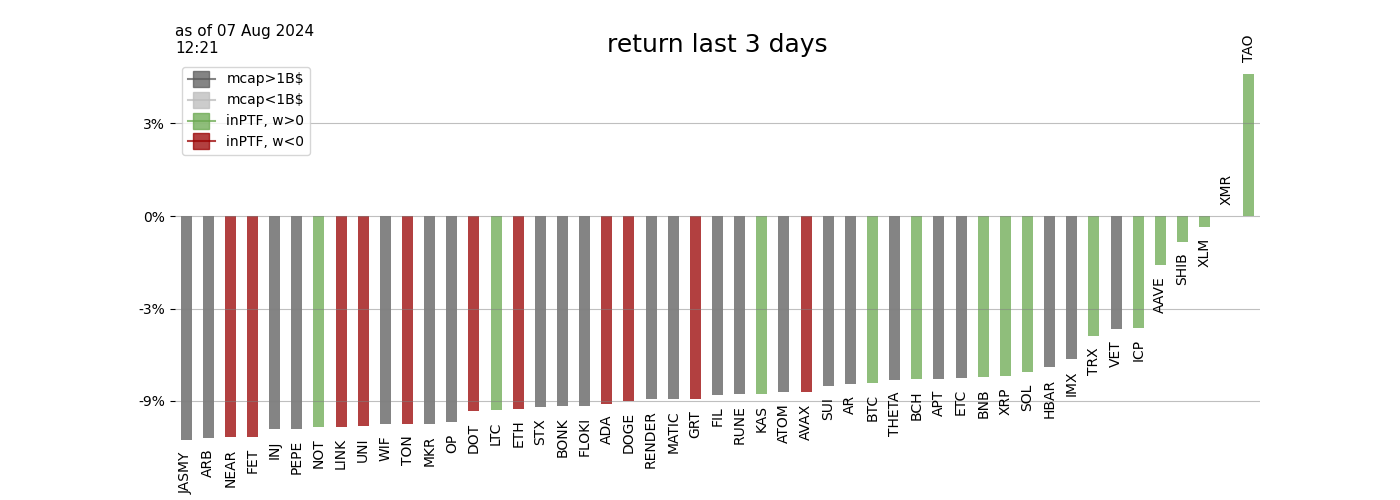 as of 07 Aug 2024
12:21
return last 3 days
mcap>1B$
mcap<1B$
inPTF, w>0
inPTF, w<0
3%
0%
-3%
-9%
JASMY
ARB
NEAR
FET
INJ
PEPE
NOT
LINK
UNI
WIF
TON
MKR
OP
DOT
LTC
ETH
STX
BONK
FLOKI
ADA
DOGE
RENDER
MATIC
GRT
FIL
RUNE
KAS
ATOM
AVAX
SUI
AR
BTC
THETA
BCH
APT
ETC
BNB
XRP
SOL
HBAR
IMX
TRX
VET
ICP
AAVE
SHIB
XLM
XMR
TAO